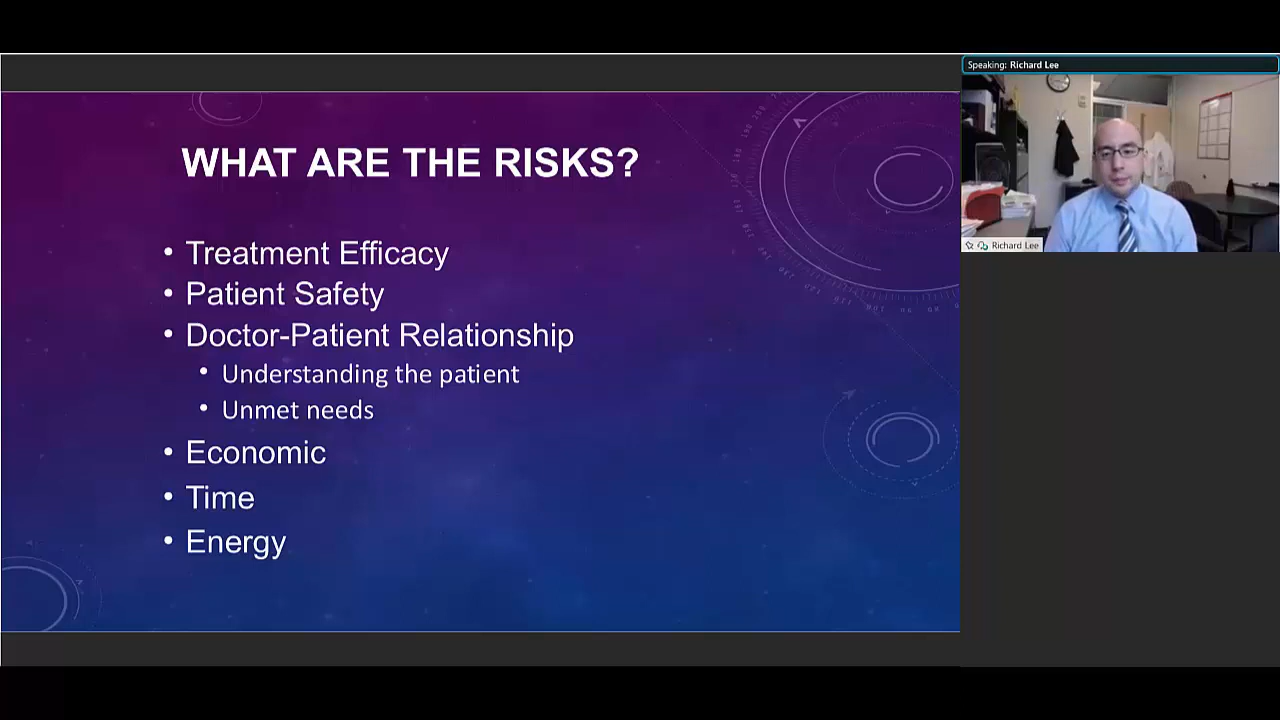 Speaking: Richard Lee
WHAT ARE THE RISKS?
• Treatment Efficacy
• Patient Safety
• Doctor-Patient Relationship
• Understanding the patient
• Unmet needs
• Economic
• Time
• Energy
Richard Lee